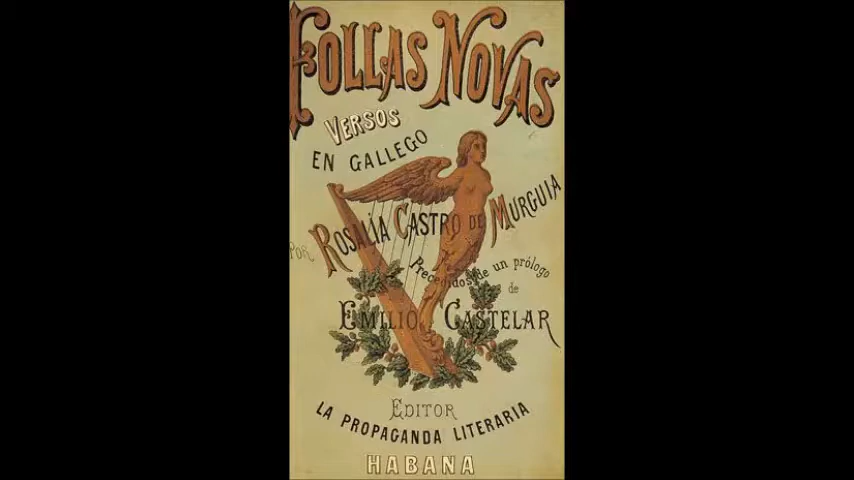 FOLLAS NOVAS
VERSOS
EN GALLEGO
POR ROSALÍA CASTRO DE MURGUIA
Precedidos de un prólogo
de
EMILIO CASTELAR
EDITOR
LA PROPAGANDA LITERARIA
HABANA